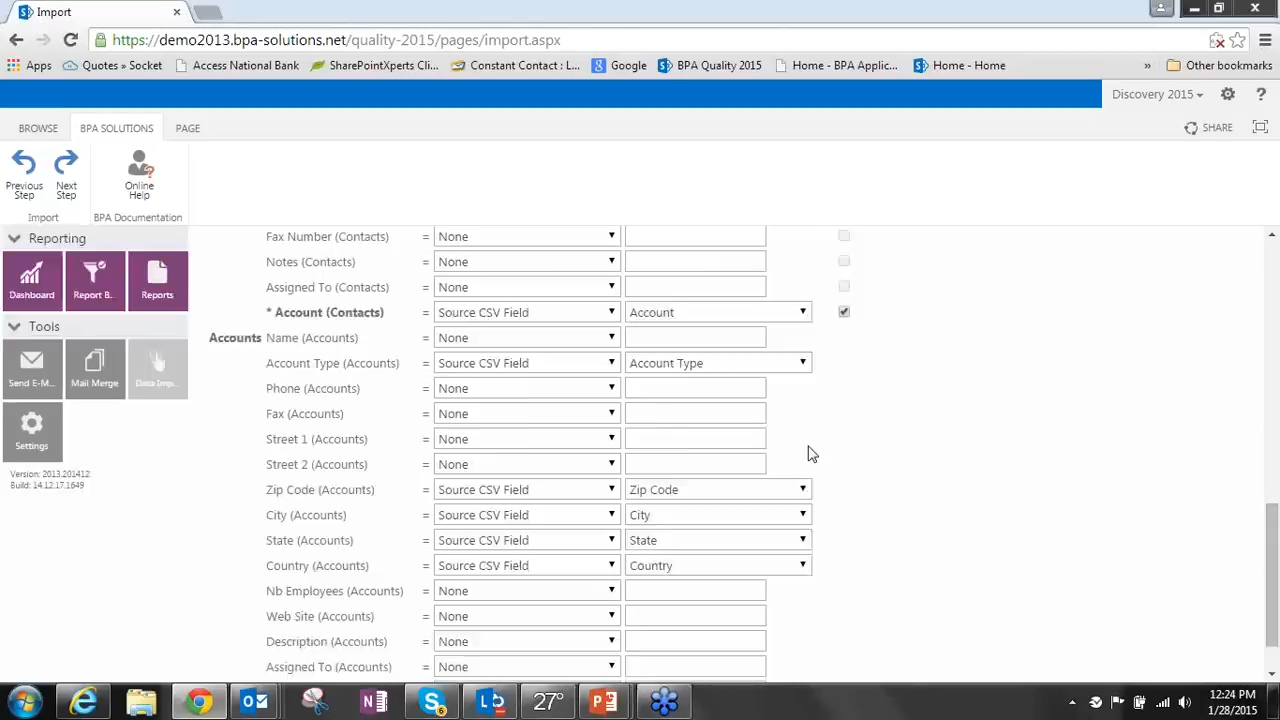 Import
https://demo2013.bpa-solutions.net/quality-2015/pages/import.aspx
Apps Quotes » Socket Access National Bank SharePointXperts Cli... Constant Contact : L... Google BPA Quality 2015 Home - BPA Applic... Home - Home » Other bookmarks
Discovery 2015
BROWSE BPA SOLUTIONS PAGE SHARE
Previous Step Next Step Online Help
Import BPA Documentation
Reporting
Dashboard Report B... Reports
Tools
Send E-M... Mail Merge Data Imp...
Settings
Version: 2013.201412
Build: 14.12.17.1649
Fax Number (Contacts) = None
Notes (Contacts) = None
Assigned To (Contacts) = None
* Account (Contacts) = Source CSV Field Account
Accounts Name (Accounts) = None
Account Type (Accounts) = Source CSV Field Account Type
Phone (Accounts) = None
Fax (Accounts) = None
Street 1 (Accounts) = None
Street 2 (Accounts) = None
Zip Code (Accounts) = Source CSV Field Zip Code
City (Accounts) = Source CSV Field City
State (Accounts) = Source CSV Field State
Country (Accounts) = Source CSV Field Country
Nb Employees (Accounts) = None
Web Site (Accounts) = None
Description (Accounts) = None
Assigned To (Accounts) = None
27°
12:24 PM
1/28/2015